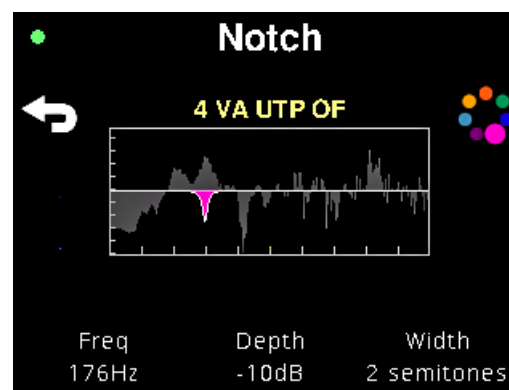 Notch
4 VA UTP OF
Freq Depth Width
176Hz -10dB 2 semitones